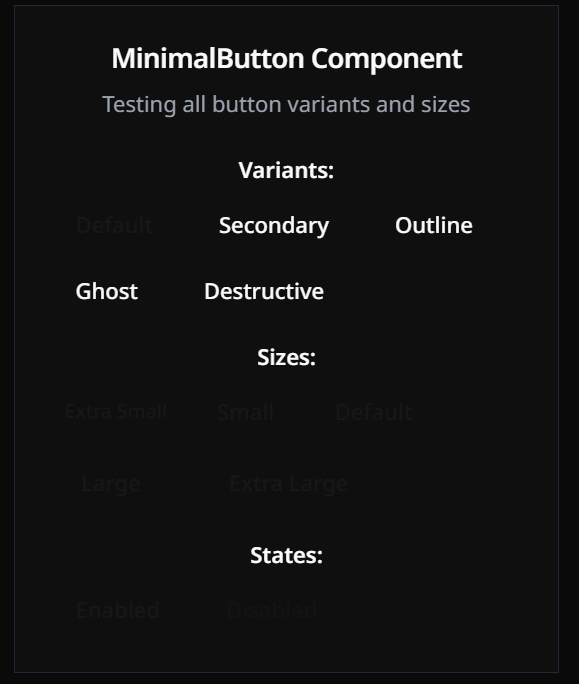 MinimalButton Component
Testing all button variants and sizes
Variants:
Default Secondary Outline
Ghost Destructive
Sizes:
Extra Small Small Default
Large Extra Large
States:
Enabled Disabled